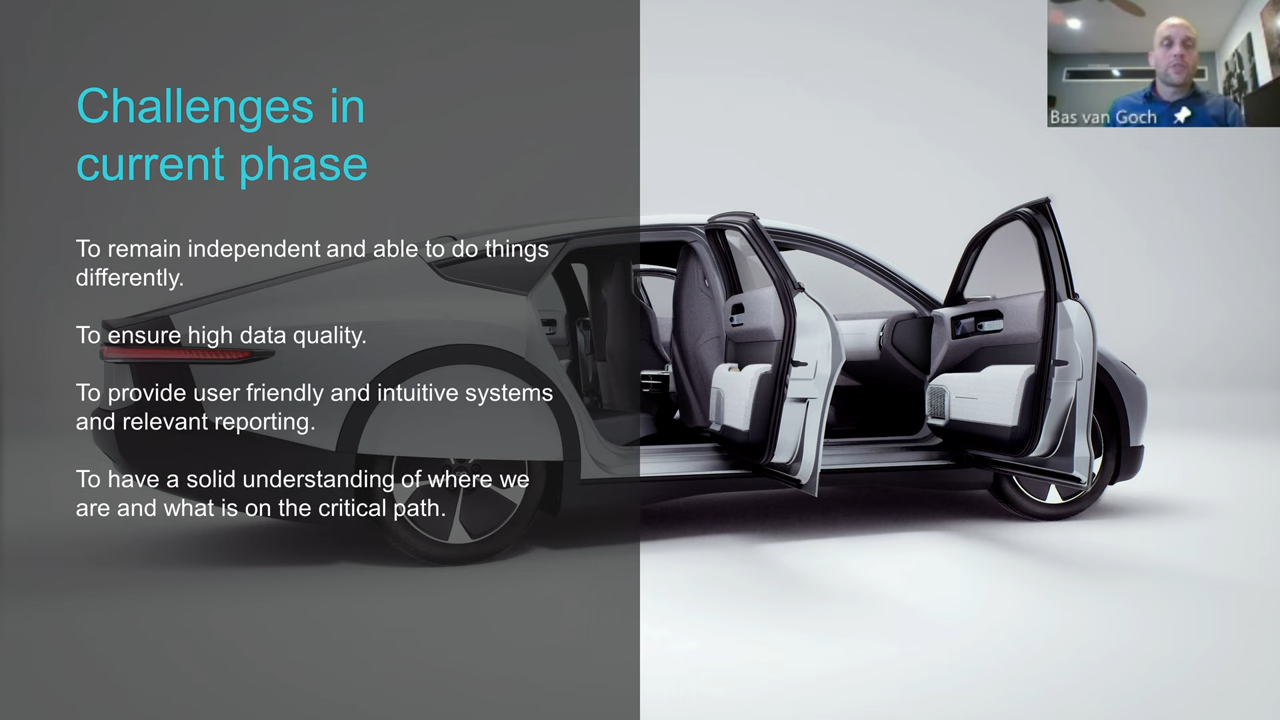 Challenges in
current phase
To remain independent and able to do things
differently.
To ensure high data quality.
To provide user friendly and intuitive systems
and relevant reporting.
To have a solid understanding of where we
are and what is on the critical path.
Bas van Goch